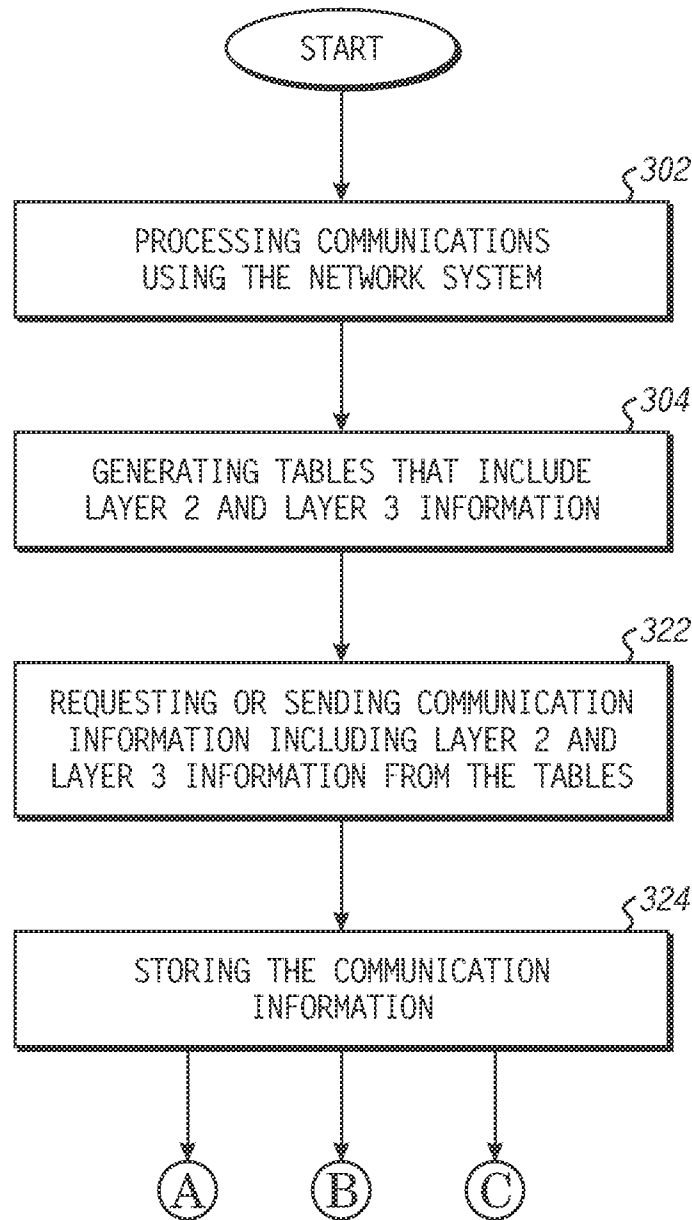 START
302
PROCESSING COMMUNICATIONS
USING THE NETWORK SYSTEM
304
GENERATING TABLES THAT INCLUDE
LAYER 2 AND LAYER 3 INFORMATION
322
REQUESTING OR SENDING COMMUNICATION
INFORMATION INCLUDING LAYER 2 AND
LAYER 3 INFORMATION FROM THE TABLES
324
STORING THE COMMUNICATION
INFORMATION
A B C